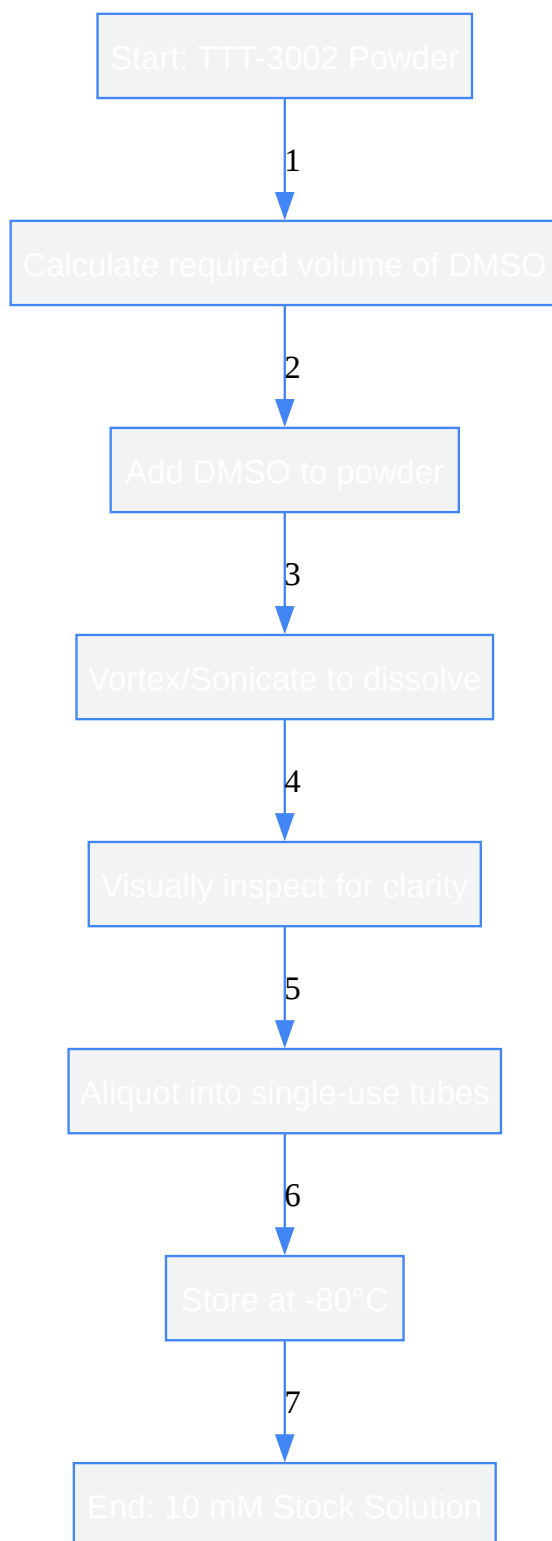 Start: TTT-3002 Powder
1
Calculate required volume of DMSO
2
Add DMSO to powder
3
Vortex/Sonicate to dissolve
4
Visually inspect for clarity
5
Aliquot into single-use tubes
6
Store at -80°C
7
End: 10 mM Stock Solution